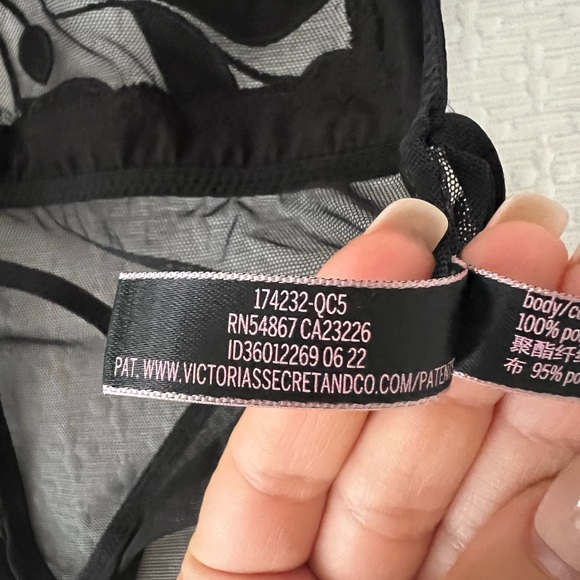 174232-QC5
RN54867 CA23226
ID36012269 06 22
PAT. WWW.VICTORIASSECRETANDCO.COM/PATENT
body/co
100% po
聚酯纤
布 95% po